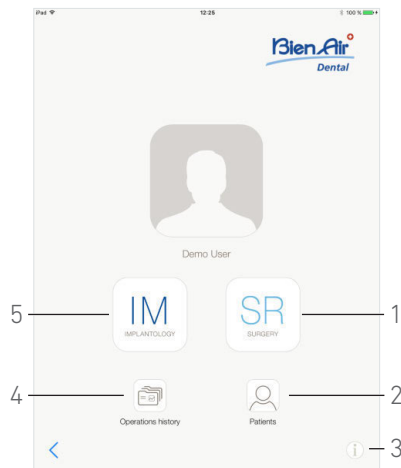 iPad 12:25 100 %
Bien Air
Dental
Demo User
5 IM SR 1
IMPLANTOLOGY SURGERY
4 2
Operations history Patients
i 3